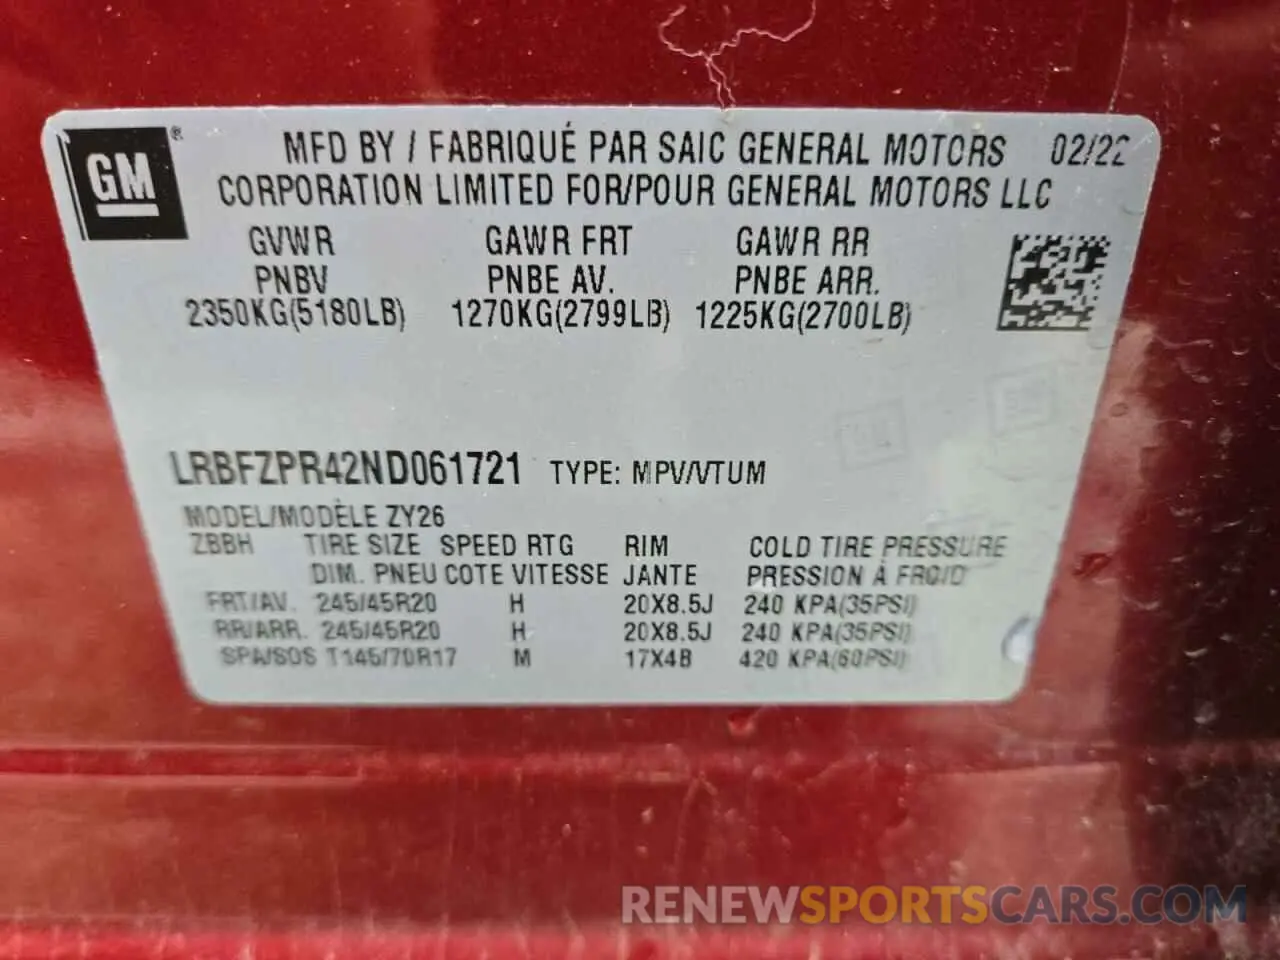 GM ® MFD BY / FABRIQUÉ PAR SAIC GENERAL MOTORS 02/22
CORPORATION LIMITED FOR/POUR GENERAL MOTORS LLC
GVWR GAWR FRT GAWR RR
PNBV PNBE AV. PNBE ARR.
2350KG(5180LB) 1270KG(2799LB) 1225KG(2700LB)
LRBFZPR42ND061721 TYPE: MPV/VTUM
MODEL/MODÈLE ZY26
ZBBH TIRE SIZE SPEED RTG RIM COLD TIRE PRESSURE
DIM. PNEU COTE VITESSE JANTE PRESSION À FROID
FRT/AV. 245/45R20 H 20X8.5J 240 KPA(35PSI)
RR/ARR. 245/45R20 H 20X8.5J 240 KPA(35PSI)
SPA/SOS T145/70R17 M 17X4B 420 KPA(60PSI)
RENEWSPORTSCARS.COM